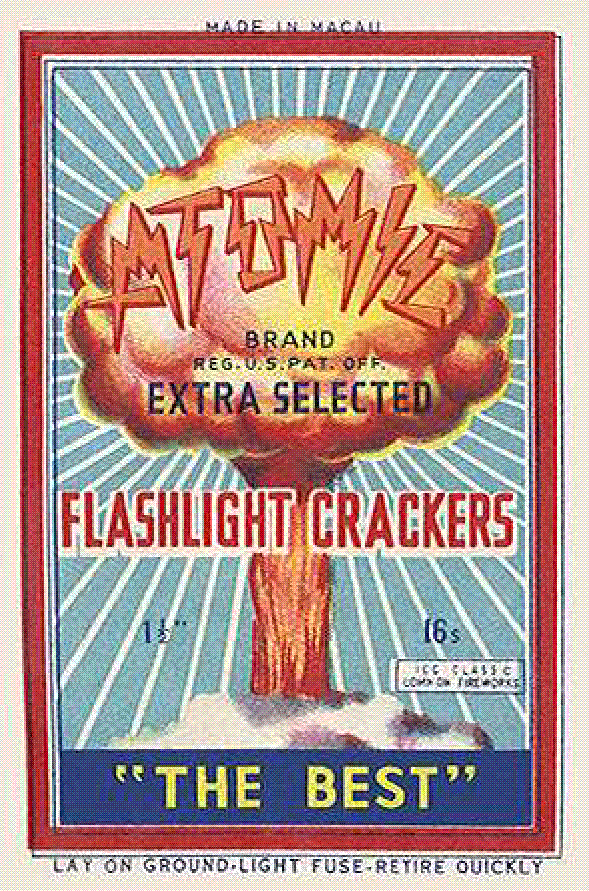 MADE IN MACAU
ATOMIC
BRAND
REG. U.S. PAT. OFF.
EXTRA SELECTED
FLASHLIGHT CRACKERS
1½" 16s
ICC CLASS C
COMMON FIREWORKS
"THE BEST"
LAY ON GROUND-LIGHT FUSE-RETIRE QUICKLY